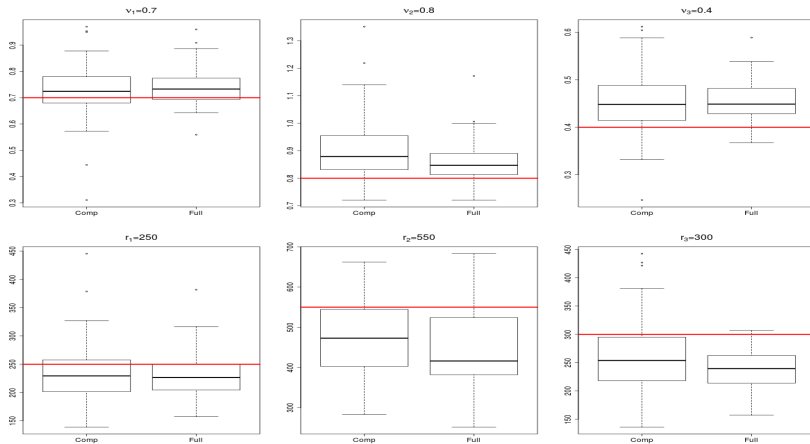 ν₁=0.7 ν₂=0.8 ν₃=0.4
0.9 1.3 0.6
0.8 1.2
0.7 1.1 0.5
0.6 1.0
0.5 0.9 0.4
0.4 0.8 0.3
0.3 0.7
Comp Full Comp Full Comp Full
r₁=250 r₂=550 r₃=300
450 700 450
400 600 400
350 350
300 500 300
250 400 250
200 300 200
150 150
Comp Full Comp Full Comp Full